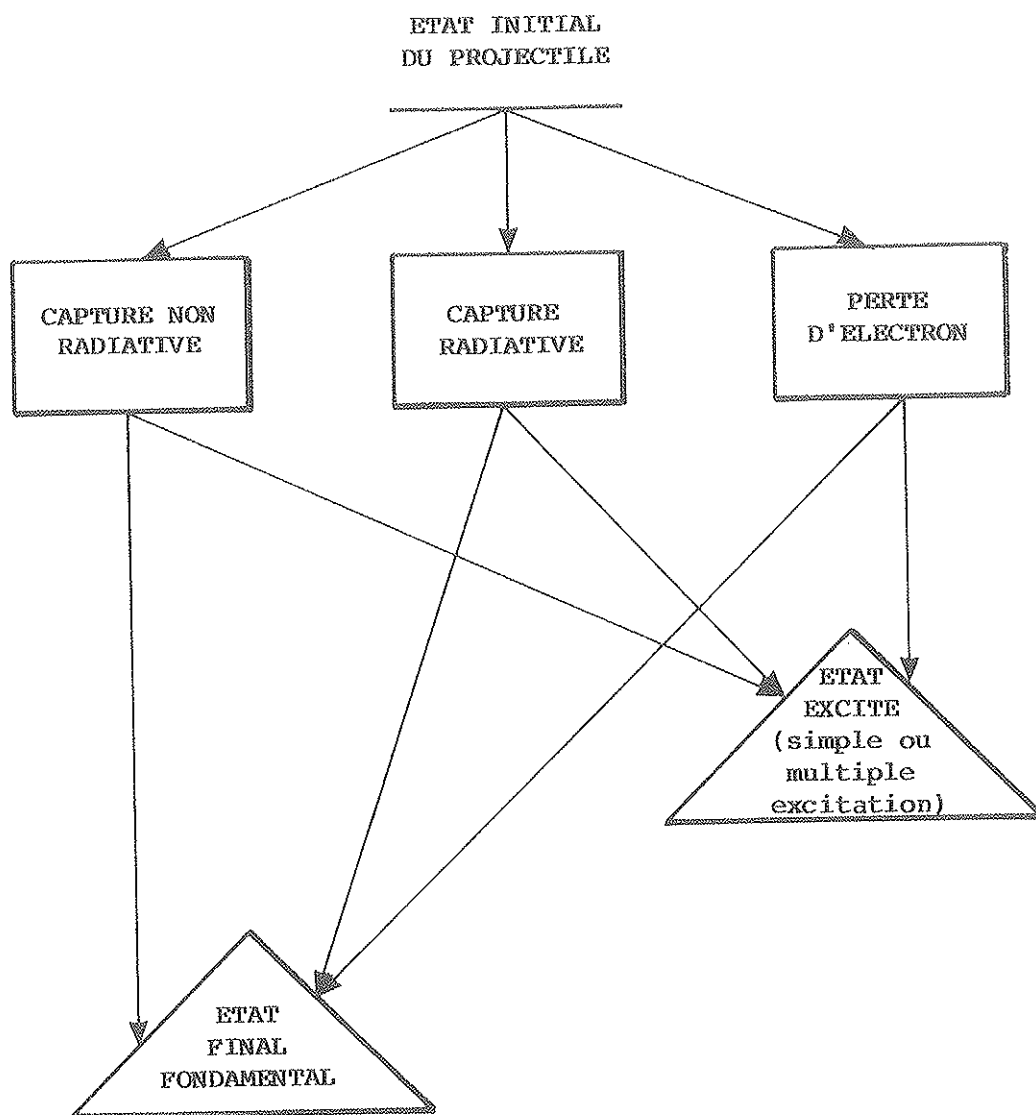 ETAT INITIAL
DU PROJECTILE
CAPTURE NON
RADIATIVE
CAPTURE
RADIATIVE
PERTE
D'ELECTRON
ETAT
EXCITE
(simple ou
multiple
excitation)
ETAT
FINAL
FONDAMENTAL